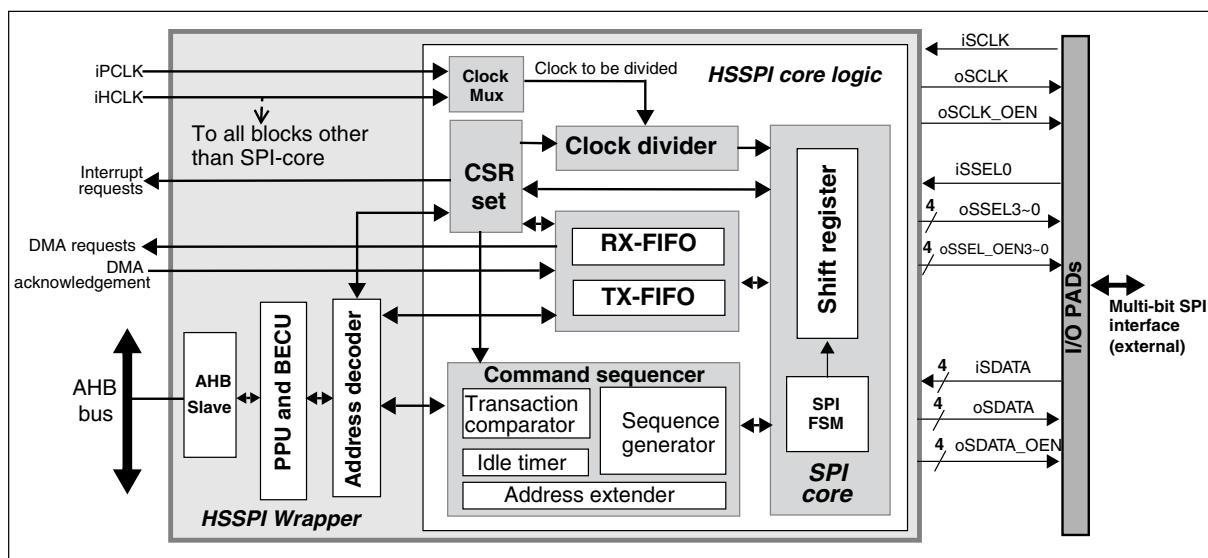 iPCLK
iHCLK
Clock
Mux
Clock to be divided
HSSPI core logic
To all blocks other
than SPI-core
CSR
set
Clock divider
Interrupt
requests
DMA requests
DMA
acknowledgement
RX-FIFO
TX-FIFO
Shift register
SPI
FSM
SPI
core
AHB
bus
AHB
Slave
PPU and BECU
Address decoder
Command sequencer
Transaction
comparator
Sequence
generator
Idle timer
Address extender
HSSPI Wrapper
iSCLK
oSCLK
oSCLK_OEN
iSSEL0
4
oSSEL3~0
4
oSSEL_OEN3~0
4
iSDATA
4
oSDATA
4
oSDATA_OEN
I/O PADs
Multi-bit SPI
interface
(external)